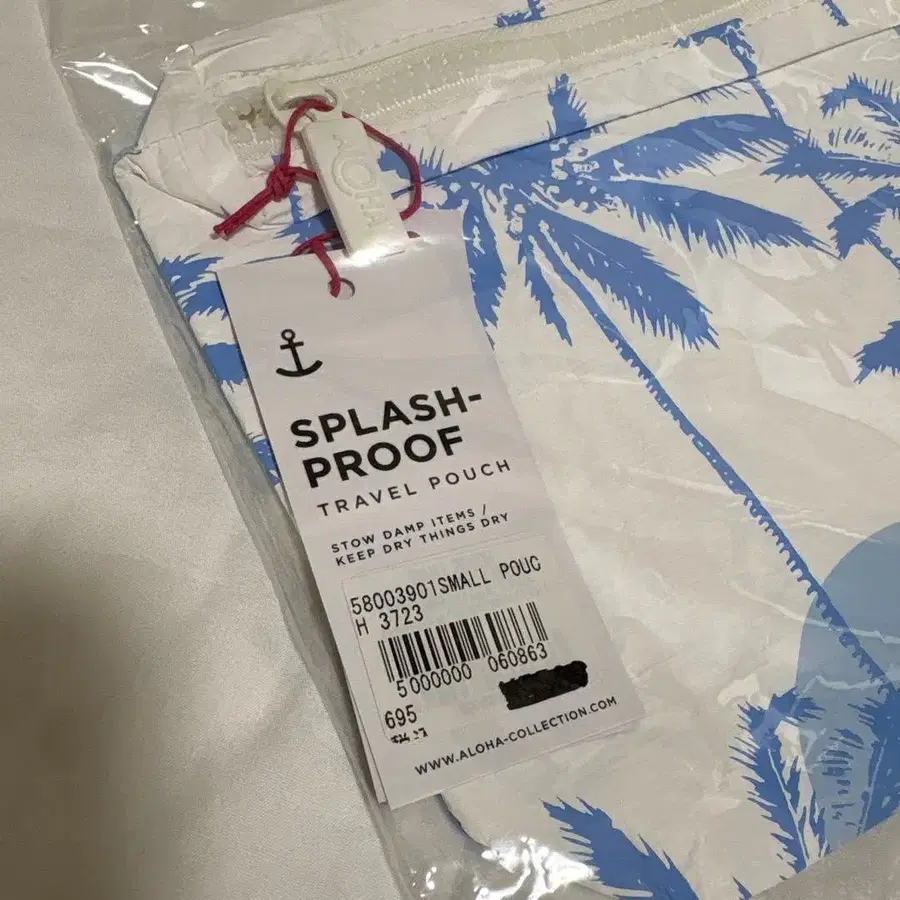 ALOHA
SPLASH-
PROOF
TRAVEL POUCH
STOW DAMP ITEMS /
KEEP DRY THINGS DRY
58003901SMALL POUC
H 3723
5000000 060863
695
WWW.ALOHA-COLLECTION.COM